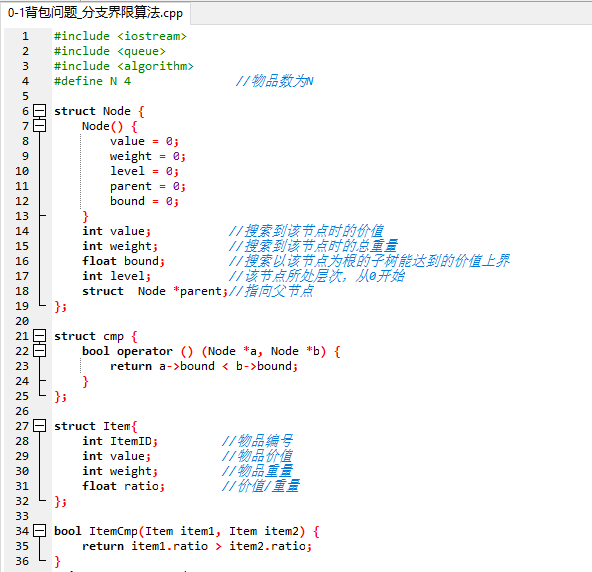 0-1背包问题_分支界限算法.cpp
1 #include <iostream>
2 #include <queue>
3 #include <algorithm>
4 #define N 4 //物品数为N
5
6 struct Node {
7 Node() {
8 value = 0;
9 weight = 0;
10 level = 0;
11 parent = 0;
12 bound = 0;
13 }
14 int value; //搜索到该节点时的价值
15 int weight; //搜索到该节点时的总重量
16 float bound; //搜索以该节点为根的子树能达到的价值上界
17 int level; //该节点所处层次，从0开始
18 struct Node *parent;//指向父节点
19 };
20
21 struct cmp {
22 bool operator () (Node *a, Node *b) {
23 return a->bound < b->bound;
24 }
25 };
26
27 struct Item{
28 int ItemID; //物品编号
29 int value; //物品价值
30 int weight; //物品重量
31 float ratio; //价值/重量
32 };
33
34 bool ItemCmp(Item item1, Item item2) {
35 return item1.ratio > item2.ratio;
36 }